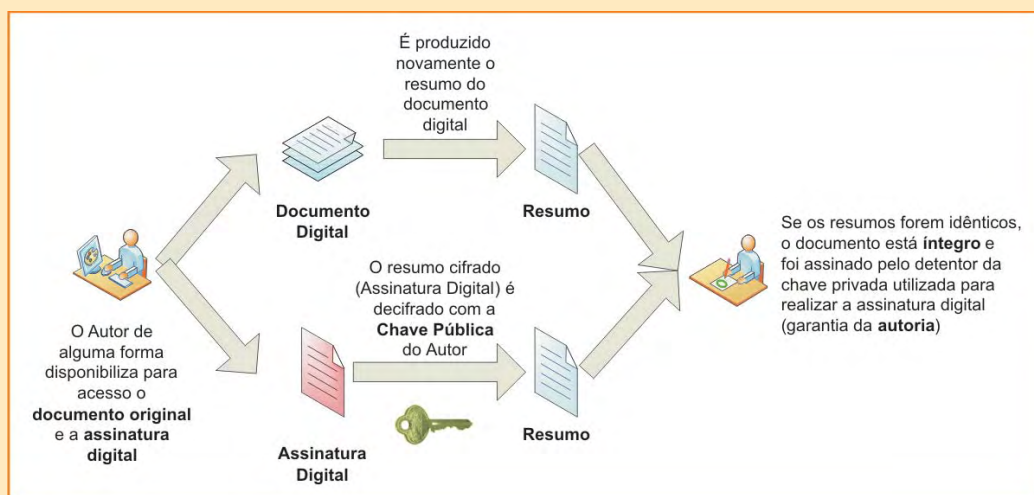 É produzido
novamente o
resumo do
documento
digital
Documento
Digital
Resumo
O Autor de
alguma forma
disponibiliza para
acesso o
documento original
e a assinatura
digital
O resumo cifrado
(Assinatura Digital) é
decifrado com a
Chave Pública
do Autor
Assinatura
Digital
Resumo
Se os resumos forem idênticos,
o documento está íntegro e
foi assinado pelo detentor da
chave privada utilizada para
realizar a assinatura digital
(garantia da autoria)